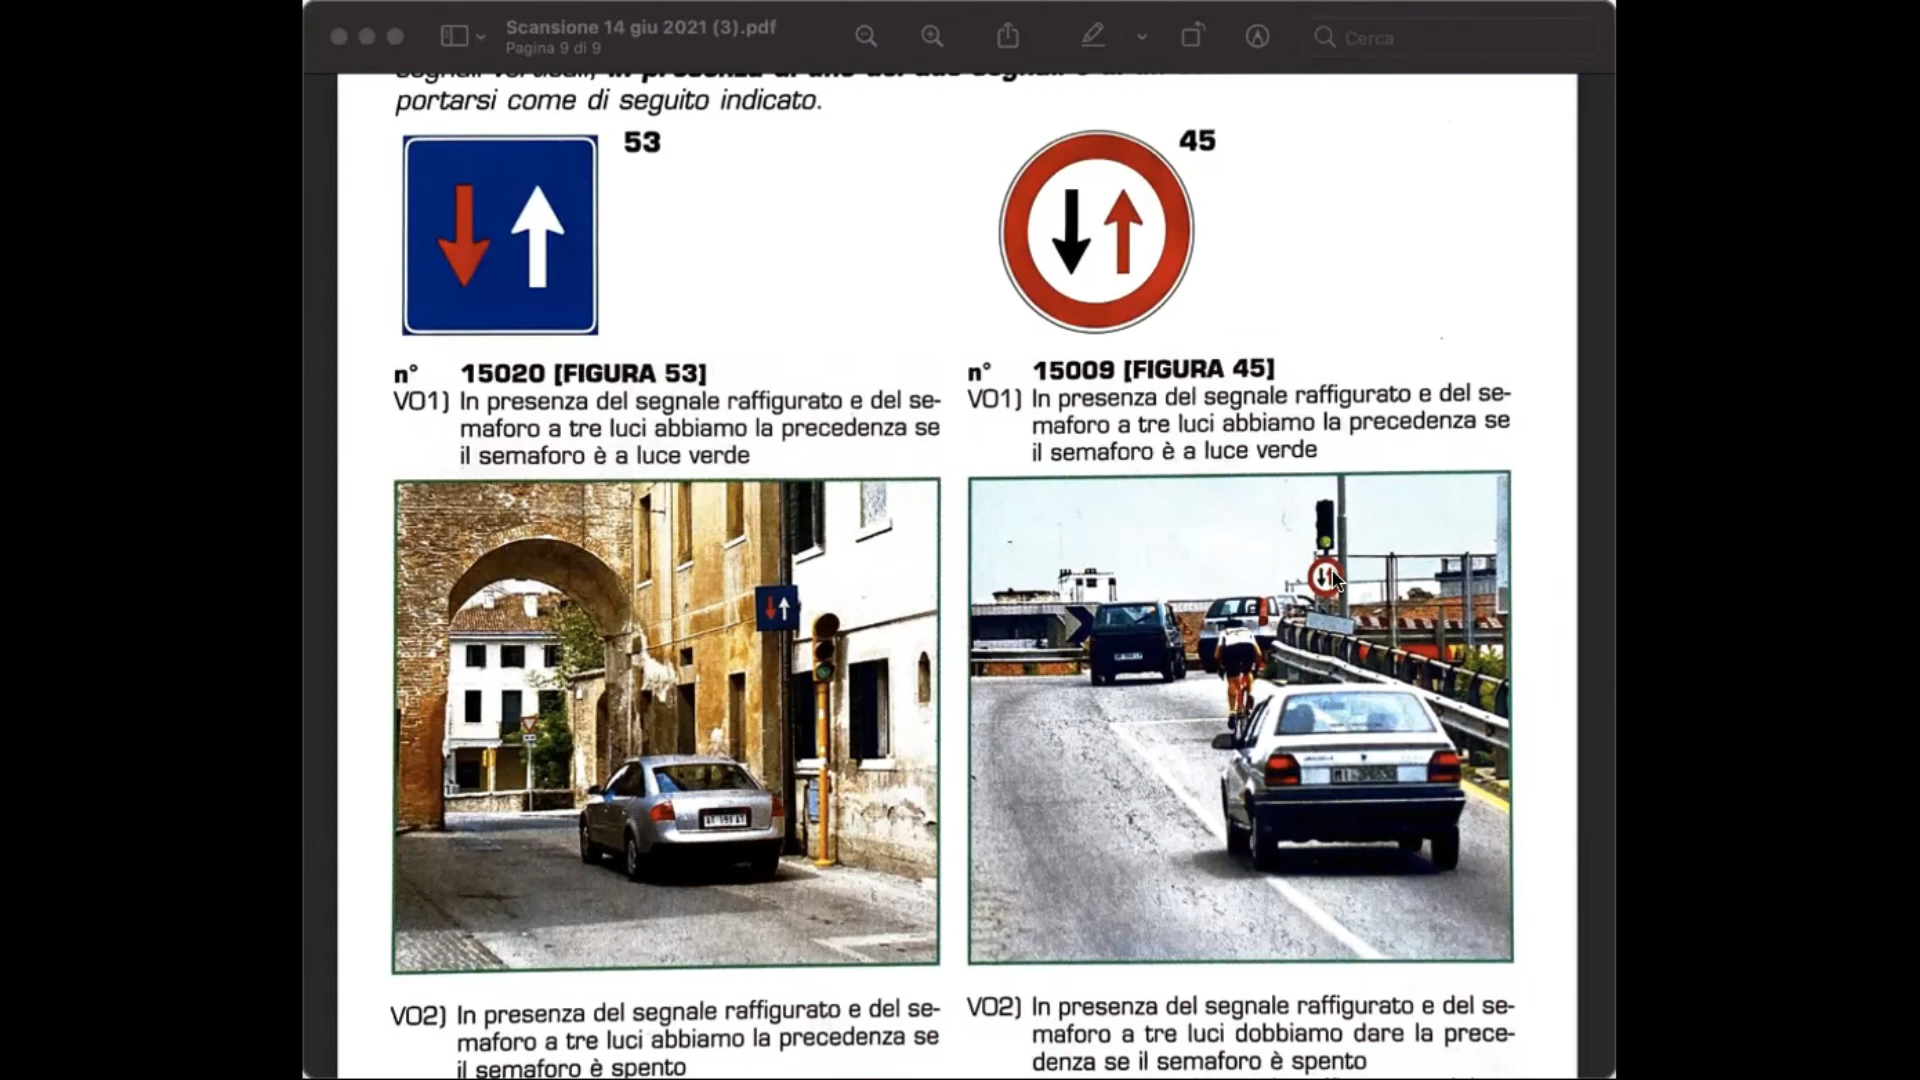 Scansione 14 giu 2021 (3).pdf
Pagina 9 di 9
Cerca
portarsi come di seguito indicato.
53
45
n° 15020 [FIGURA 53]
V01) In presenza del segnale raffigurato e del se-
maforo a tre luci abbiamo la precedenza se
il semaforo è a luce verde
n° 15009 [FIGURA 45]
V01) In presenza del segnale raffigurato e del se-
maforo a tre luci abbiamo la precedenza se
il semaforo è a luce verde
V02) In presenza del segnale raffigurato e del se-
maforo a tre luci abbiamo la precedenza se
il semaforo è spento
V02) In presenza del segnale raffigurato e del se-
maforo a tre luci dobbiamo dare la prece-
denza se il semaforo è spento